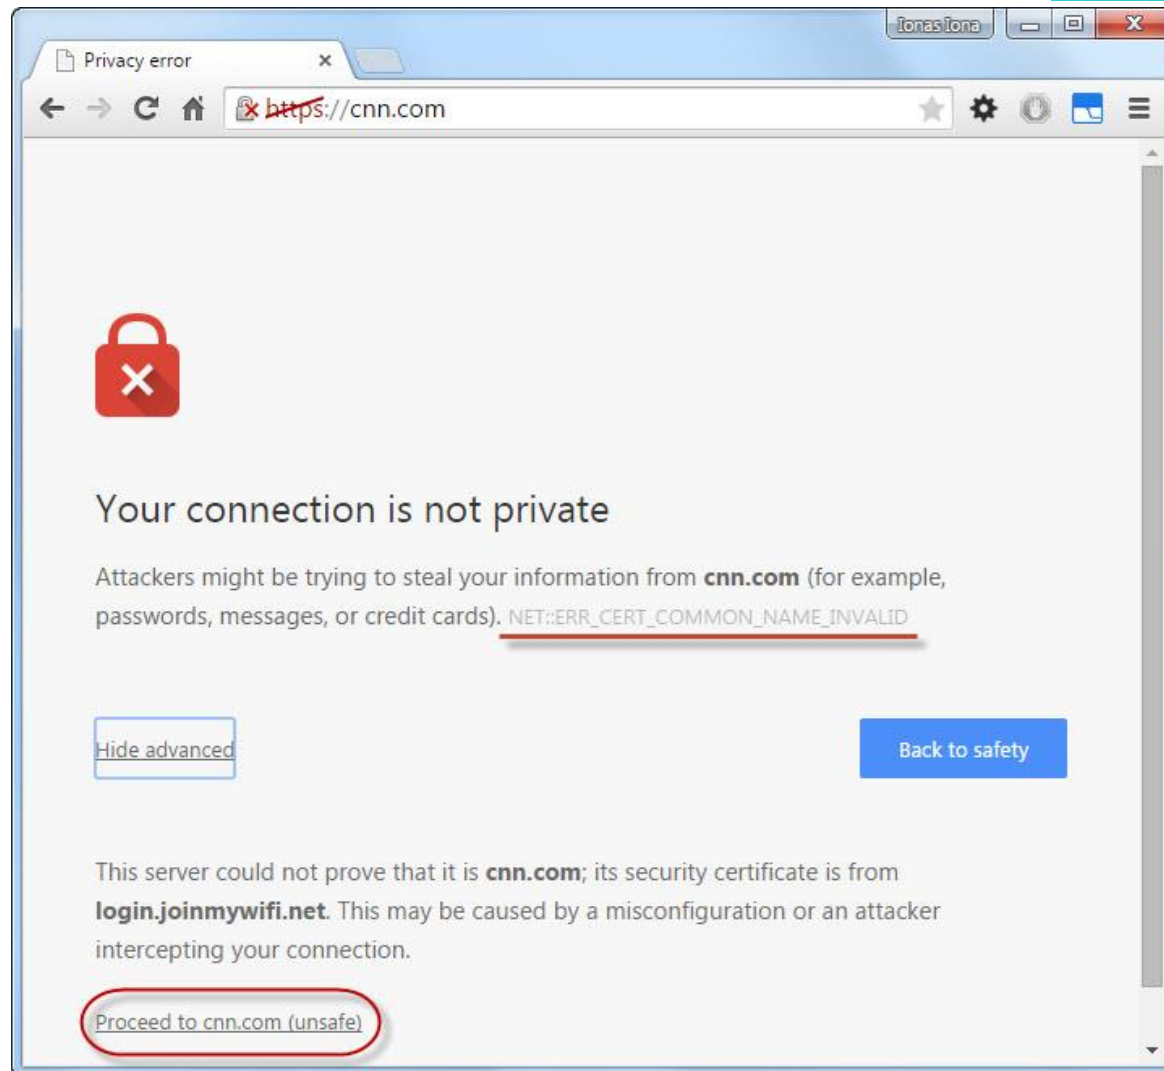 Ionas Iona
Privacy error
https://cnn.com
Your connection is not private
Attackers might be trying to steal your information from cnn.com (for example,
passwords, messages, or credit cards). NET::ERR_CERT_COMMON_NAME_INVALID
Hide advanced
Back to safety
This server could not prove that it is cnn.com; its security certificate is from
login.joinmywifi.net. This may be caused by a misconfiguration or an attacker
intercepting your connection.
Proceed to cnn.com (unsafe)